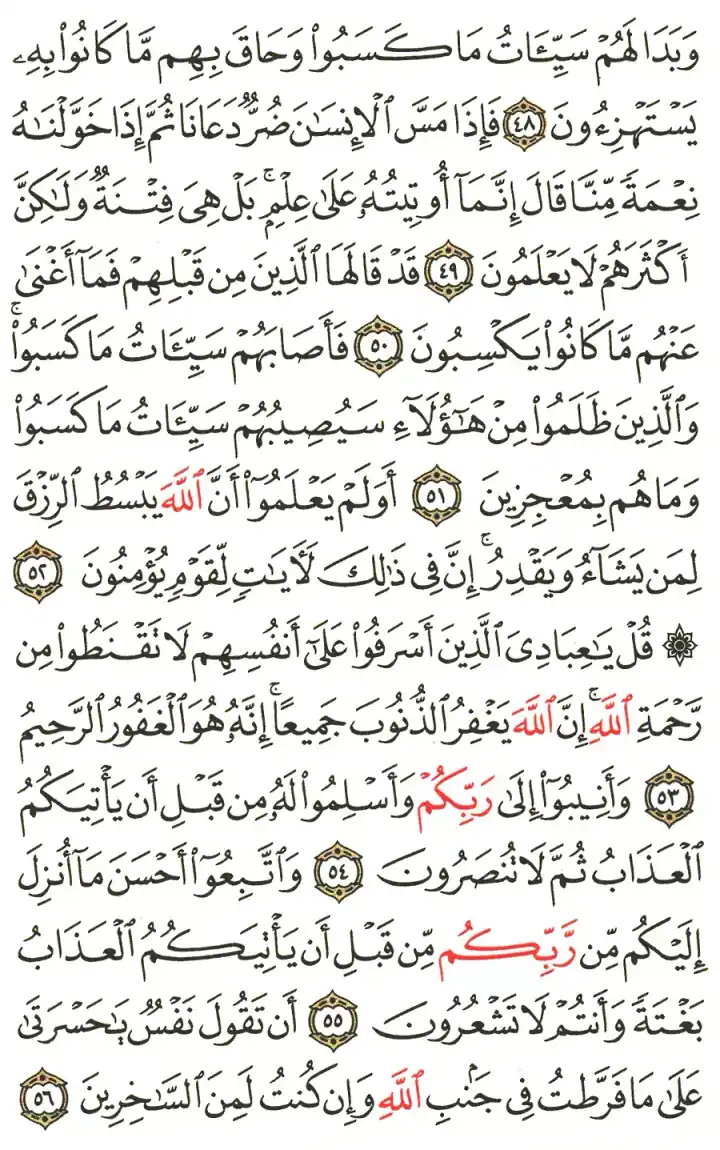 وَبَدَا لَهُمْ سَيِّـَٔاتُ مَا كَسَبُوا۟ وَحَاقَ بِهِم مَّا كَانُوا۟ بِهِۦ
يَسْتَهْزِءُونَ ٤٨ فَإِذَا مَسَّ ٱلْإِنسَـٰنَ ضُرٌّ دَعَانَا ثُمَّ إِذَا خَوَّلْنَـٰهُ
نِعْمَةً مِّنَّا قَالَ إِنَّمَآ أُوتِيتُهُۥ عَلَىٰ عِلْمٍۭ ۚ بَلْ هِىَ فِتْنَةٌ وَلَـٰكِنَّ
أَكْثَرَهُمْ لَا يَعْلَمُونَ ٤٩ قَدْ قَالَهَا ٱلَّذِينَ مِن قَبْلِهِمْ فَمَآ أَغْنَىٰ
عَنْهُم مَّا كَانُوا۟ يَكْسِبُونَ ٥٠ فَأَصَابَهُمْ سَيِّـَٔاتُ مَا كَسَبُوا۟ ۚ
وَٱلَّذِينَ ظَلَمُوا۟ مِنْ هَـٰٓؤُلَآءِ سَيُصِيبُهُمْ سَيِّـَٔاتُ مَا كَسَبُوا۟
وَمَا هُم بِمُعْجِزِينَ ٥١ أَوَلَمْ يَعْلَمُوٓا۟ أَنَّ ٱللَّهَ يَبْسُطُ ٱلرِّزْقَ
لِمَن يَشَآءُ وَيَقْدِرُ ۚ إِنَّ فِى ذَٰلِكَ لَـَٔايَـٰتٍ لِّقَوْمٍ يُؤْمِنُونَ ٥٢
۞ قُلْ يَـٰعِبَادِىَ ٱلَّذِينَ أَسْرَفُوا۟ عَلَىٰٓ أَنفُسِهِمْ لَا تَقْنَطُوا۟ مِن
رَّحْمَةِ ٱللَّهِ ۚ إِنَّ ٱللَّهَ يَغْفِرُ ٱلذُّنُوبَ جَمِيعًا ۚ إِنَّهُۥ هُوَ ٱلْغَفُورُ ٱلرَّحِيمُ
٥٣ وَأَنِيبُوٓا۟ إِلَىٰ رَبِّكُمْ وَأَسْلِمُوا۟ لَهُۥ مِن قَبْلِ أَن يَأْتِيَكُمُ
ٱلْعَذَابُ ثُمَّ لَا تُنصَرُونَ ٥٤ وَٱتَّبِعُوٓا۟ أَحْسَنَ مَآ أُنزِلَ
إِلَيْكُم مِّن رَّبِّكُم مِّن قَبْلِ أَن يَأْتِيَكُمُ ٱلْعَذَابُ
بَغْتَةً وَأَنتُمْ لَا تَشْعُرُونَ ٥٥ أَن تَقُولَ نَفْسٌ يَـٰحَسْرَتَىٰ
عَلَىٰ مَا فَرَّطتُ فِى جَنۢبِ ٱللَّهِ وَإِن كُنتُ لَمِنَ ٱلسَّـٰخِرِينَ ٥٦